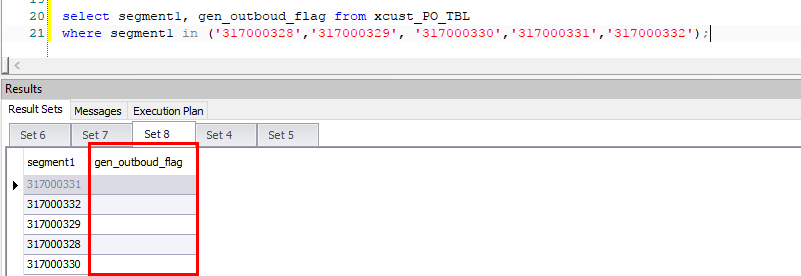 20 select segment1, gen_outboud_flag from xcust_PO_TBL
21 where segment1 in ('317000328','317000329', '317000330','317000331','317000332');
Results
Result Sets Messages Execution Plan
Set 6 Set 7 Set 8 Set 4 Set 5
segment1 gen_outboud_flag
317000331
317000332
317000329
317000328
317000330